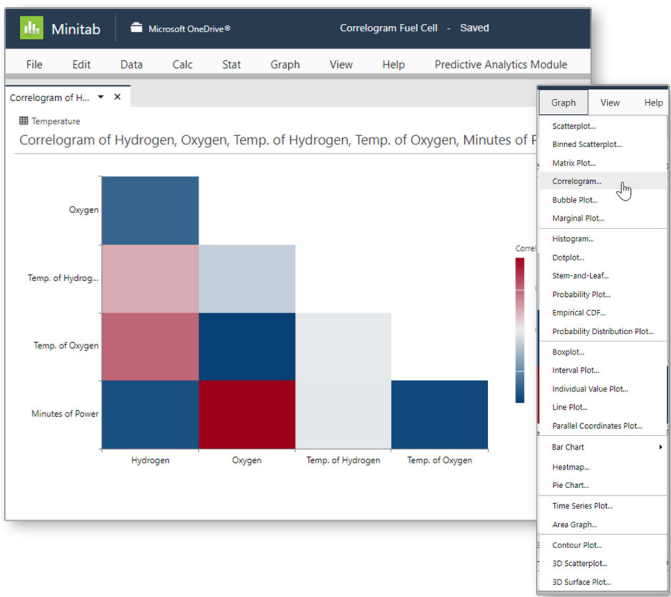 Minitab
Microsoft OneDrive®
Correlogram Fuel Cell - Saved
File Edit Data Calc Stat Graph View Help Predictive Analytics Module
Correlogram of H...
Temperature
Correlogram of Hydrogen, Oxygen, Temp. of Hydrogen, Temp. of Oxygen, Minutes of
Oxygen
Temp. of Hydrog...
Temp. of Oxygen
Minutes of Power
Hydrogen Oxygen Temp. of Hydrogen Temp. of Oxygen
Correl
Graph View Help
Scatterplot...
Binned Scatterplot...
Matrix Plot...
Correlogram...
Bubble Plot...
Marginal Plot...
Histogram...
Dotplot...
Stem-and-Leaf...
Probability Plot...
Empirical CDF...
Probability Distribution Plot...
Boxplot...
Interval Plot...
Individual Value Plot...
Line Plot...
Parallel Coordinates Plot...
Bar Chart
Heatmap...
Pie Chart...
Time Series Plot...
Area Graph...
Contour Plot...
3D Scatterplot...
3D Surface Plot...